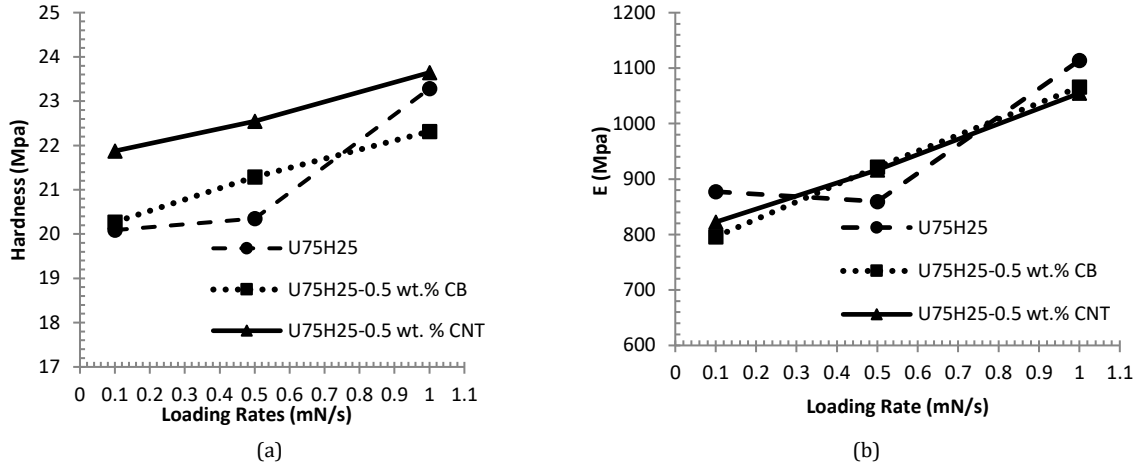 Hardness (Mpa)
25
24
23
22
21
20
19
18
17
U75H25
U75H25-0.5 wt.% CB
U75H25-0.5 wt. % CNT
0 0.1 0.2 0.3 0.4 0.5 0.6 0.7 0.8 0.9 1 1.1
Loading Rates (mN/s)
(a)
E (Mpa)
1200
1100
1000
900
800
700
600
U75H25
U75H25-0.5 wt.% CB
U75H25-0.5 wt.% CNT
0 0.1 0.2 0.3 0.4 0.5 0.6 0.7 0.8 0.9 1 1.1
Loading Rate (mN/s)
(b)